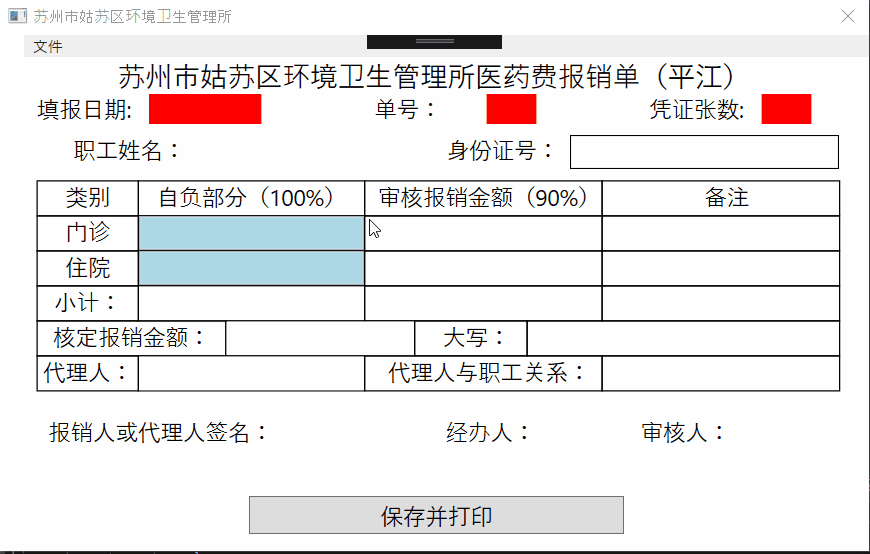 苏州市姑苏区环境卫生管理所
文件
苏州市姑苏区环境卫生管理所医药费报销单（平江）
填报日期: 单号： 凭证张数:
职工姓名： 身份证号：
类别 自负部分（100%） 审核报销金额（90%） 备注
门诊
住院
小计：
核定报销金额： 大写：
代理人： 代理人与职工关系：
报销人或代理人签名： 经办人： 审核人：
保存并打印